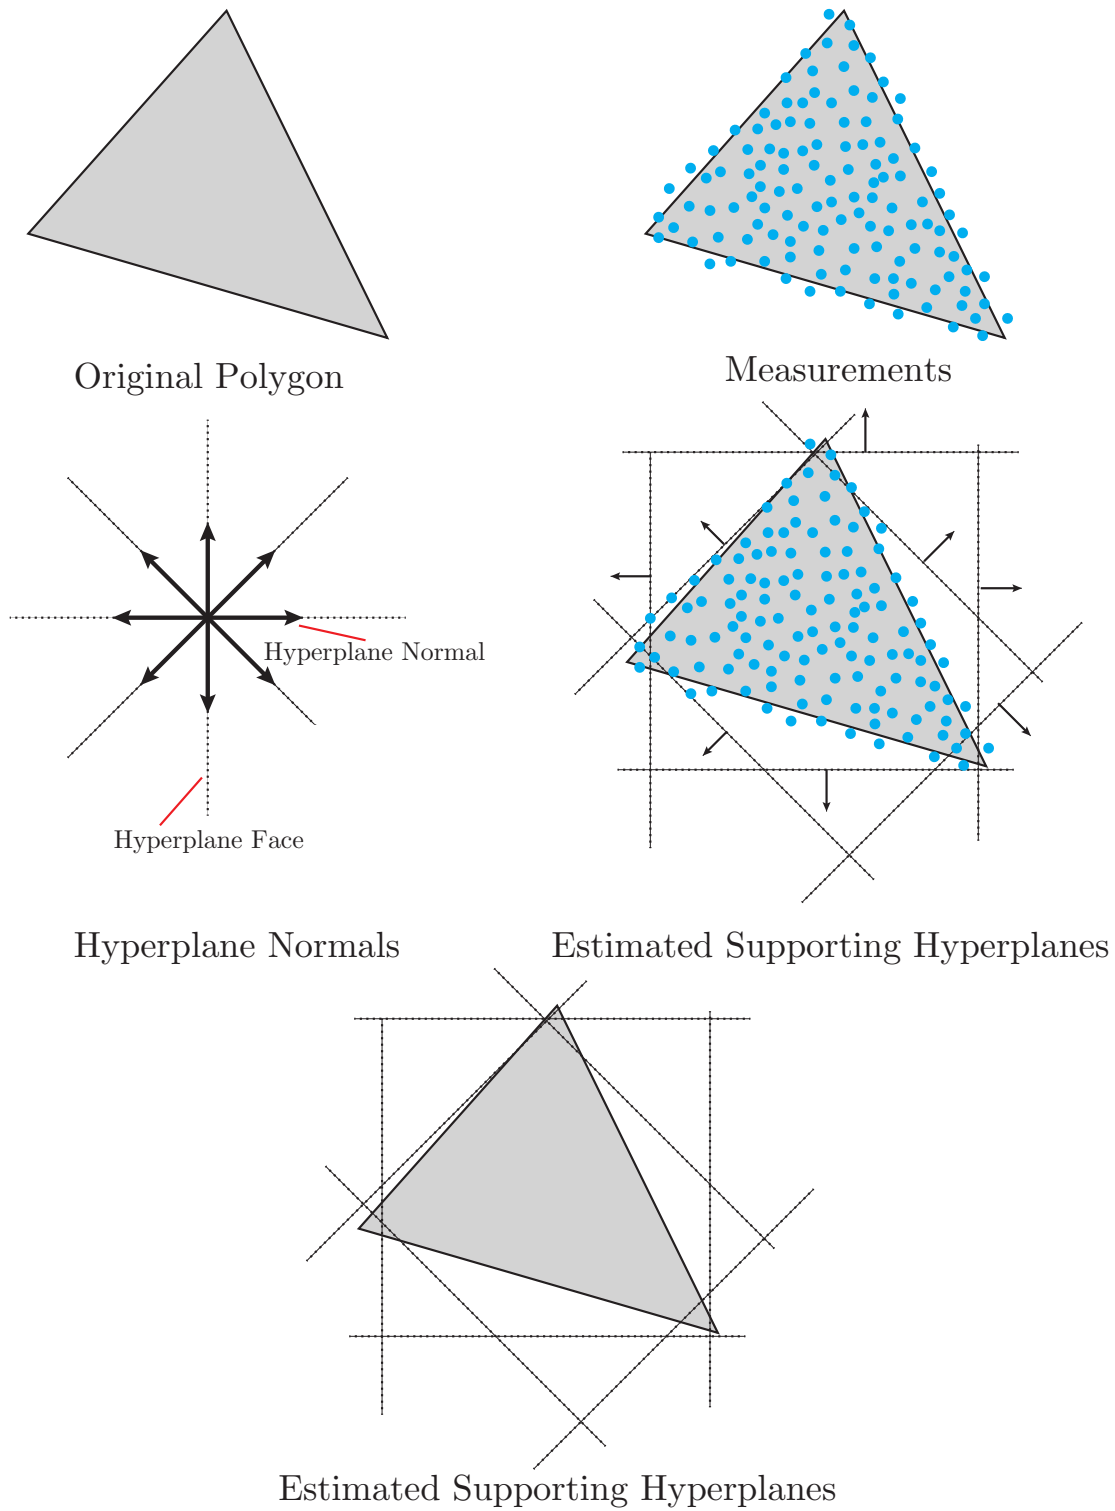 Original Polygon
Measurements
Hyperplane Normal
Hyperplane Face
Hyperplane Normals
Estimated Supporting Hyperplanes
Estimated Supporting Hyperplanes